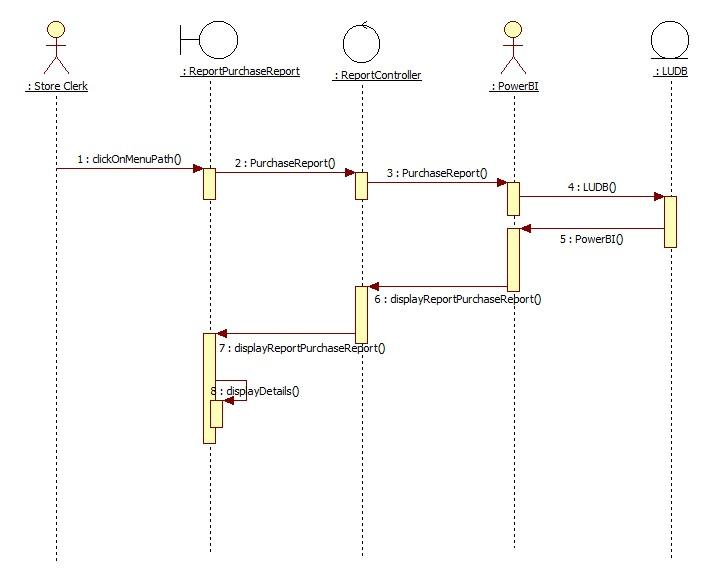 : Store Clerk
: ReportPurchaseReport
: ReportController
: PowerBI
: LUDB
1 : clickOnMenuPath()
2 : PurchaseReport()
3 : PurchaseReport()
4 : LUDB()
5 : PowerBI()
6 : displayReportPurchaseReport()
7 : displayReportPurchaseReport()
8 : displayDetails()